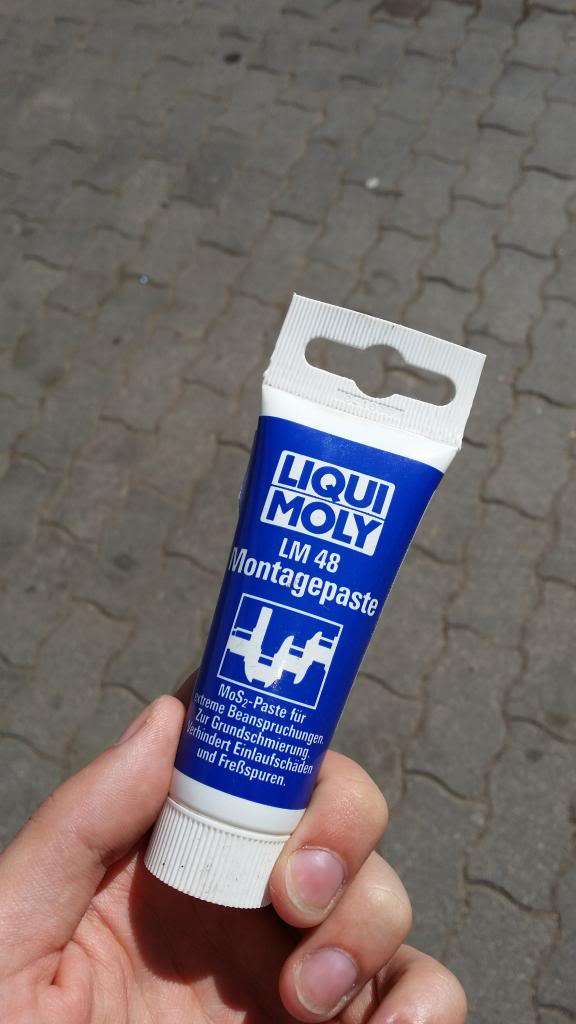 LIQUI
MOLY
LM 48
Montagepaste
MoS₂-Paste für
extreme Beanspruchungen.
Zur Grundschmierung.
Verhindert Einlaufschäden
und Freßspuren.